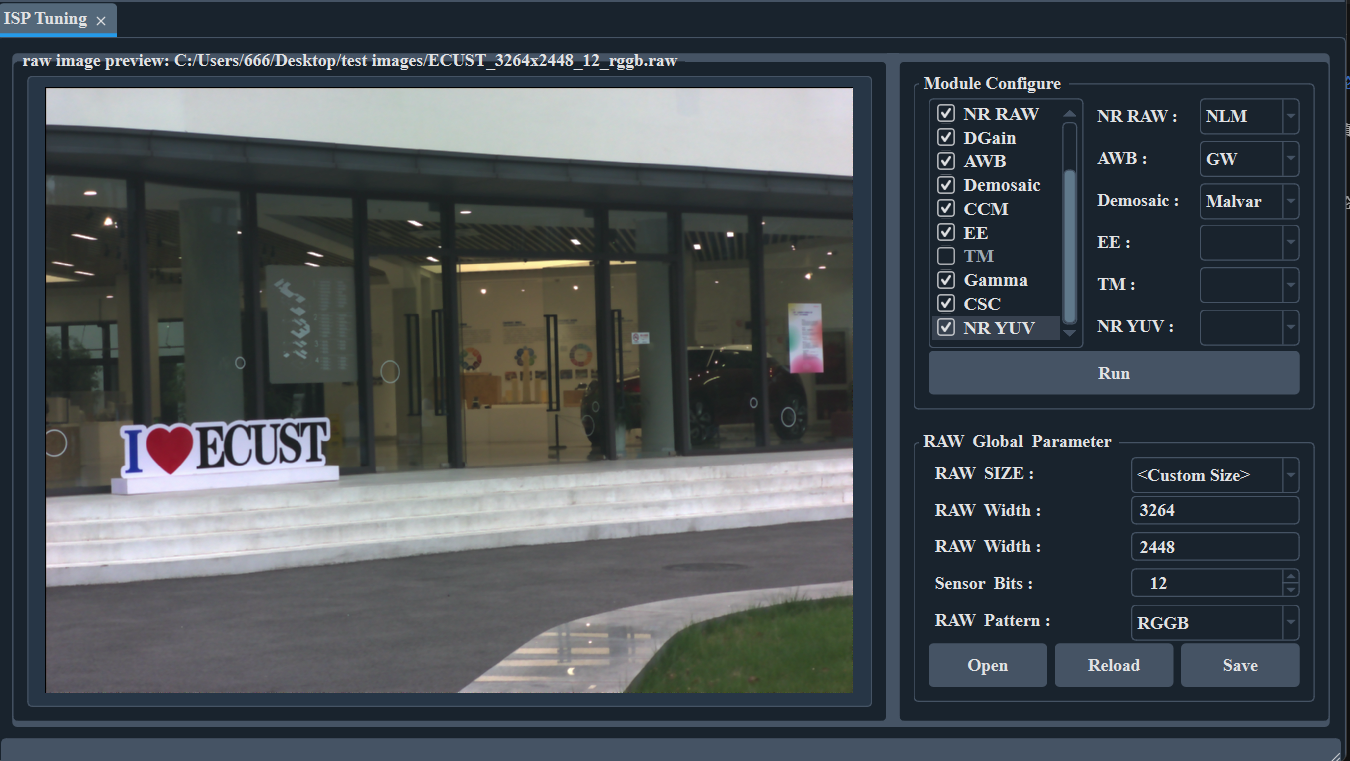 ISP Tuning
raw image preview: C:/Users/666/Desktop/test images/ECUST_3264x2448_12_rggb.raw
I ECUST
Module Configure
NR RAW
DGain
AWB
Demosaic
CCM
EE
TM
Gamma
CSC
NR YUV
NR RAW : NLM
AWB : GW
Demosaic : Malvar
EE :
TM :
NR YUV :
Run
RAW Global Parameter
RAW SIZE : <Custom Size>
RAW Width : 3264
RAW Width : 2448
Sensor Bits : 12
RAW Pattern : RGGB
Open Reload Save